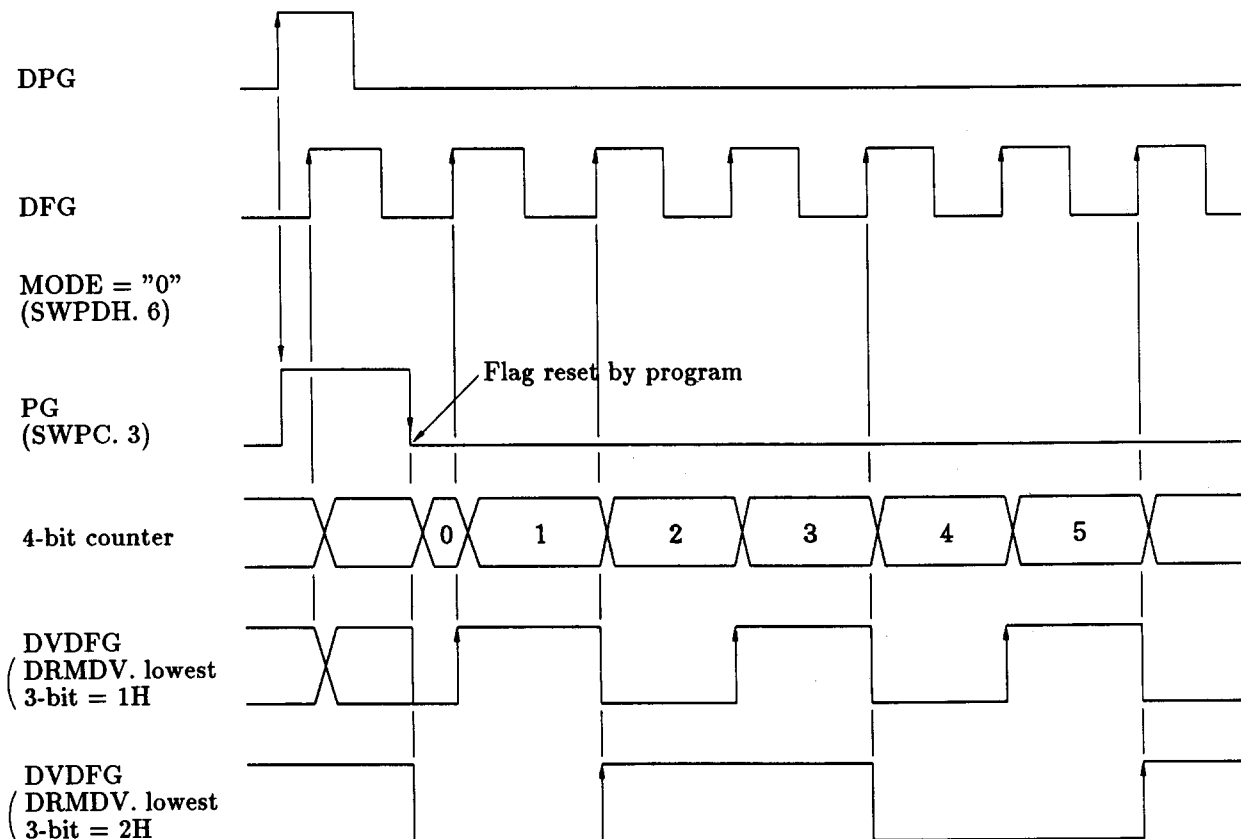 DPG
DFG
MODE = "0"
(SWPDH. 6)
Flag reset by program
PG
(SWPC. 3)
4-bit counter
0 1 2 3 4 5
DVDFG
( DRMDV. lowest
3-bit = 1H
DVDFG
( DRMDV. lowest
3-bit = 2H